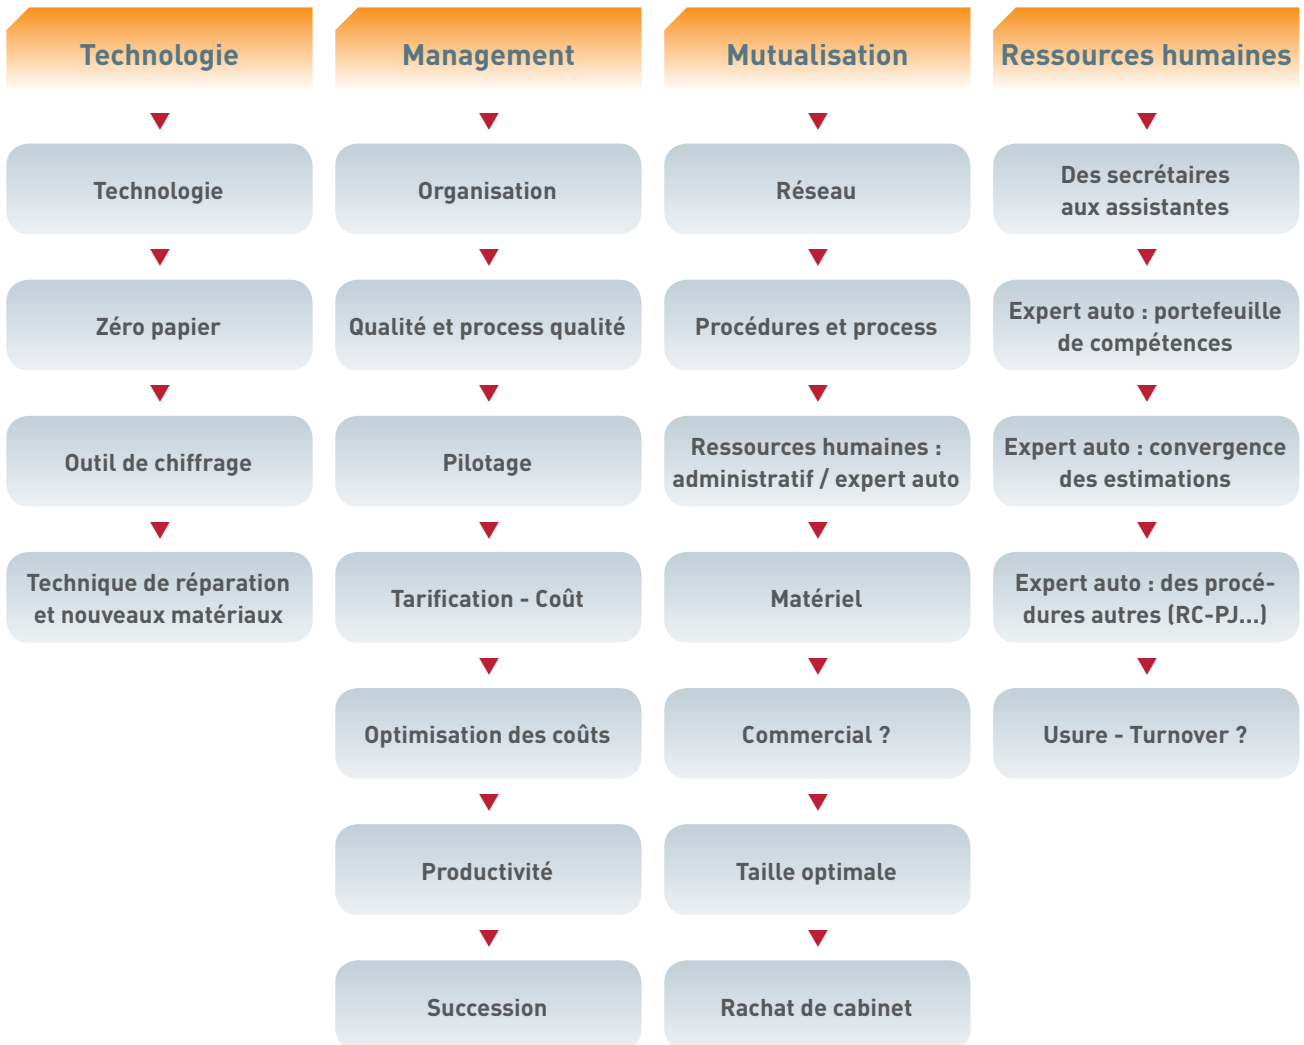 Technologie
Technologie
Zéro papier
Outil de chiffrage
Technique de réparation
et nouveaux matériaux
Management
Organisation
Qualité et process qualité
Pilotage
Tarification - Coût
Optimisation des coûts
Productivité
Succession
Mutualisation
Réseau
Procédures et process
Ressources humaines :
administratif / expert auto
Matériel
Commercial ?
Taille optimale
Rachat de cabinet
Ressources humaines
Des secrétaires
aux assistantes
Expert auto : portefeuille
de compétences
Expert auto : convergence
des estimations
Expert auto : des procé-
dures autres (RC-PJ...)
Usure - Turnover ?